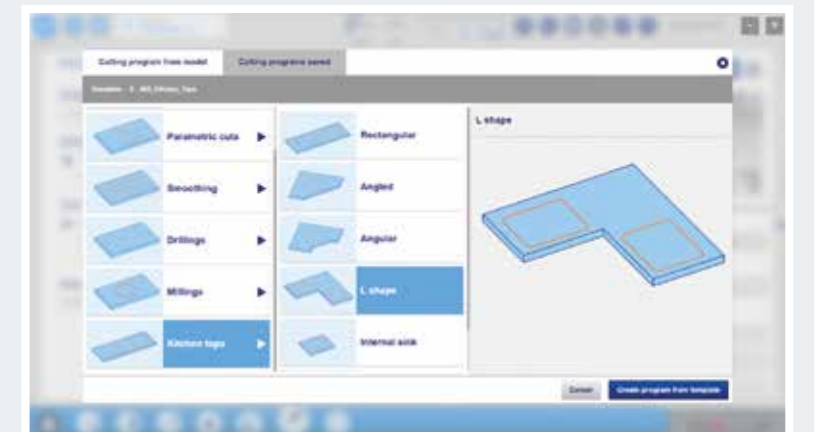 Cutting program from model
Cutting programs saved
L shape
Parametric cuts
Rectangular
Smoothing
Angled
Drillings
Angular
Millings
L shape
Kitchen tops
Internal sink
Cancel
Create program from template